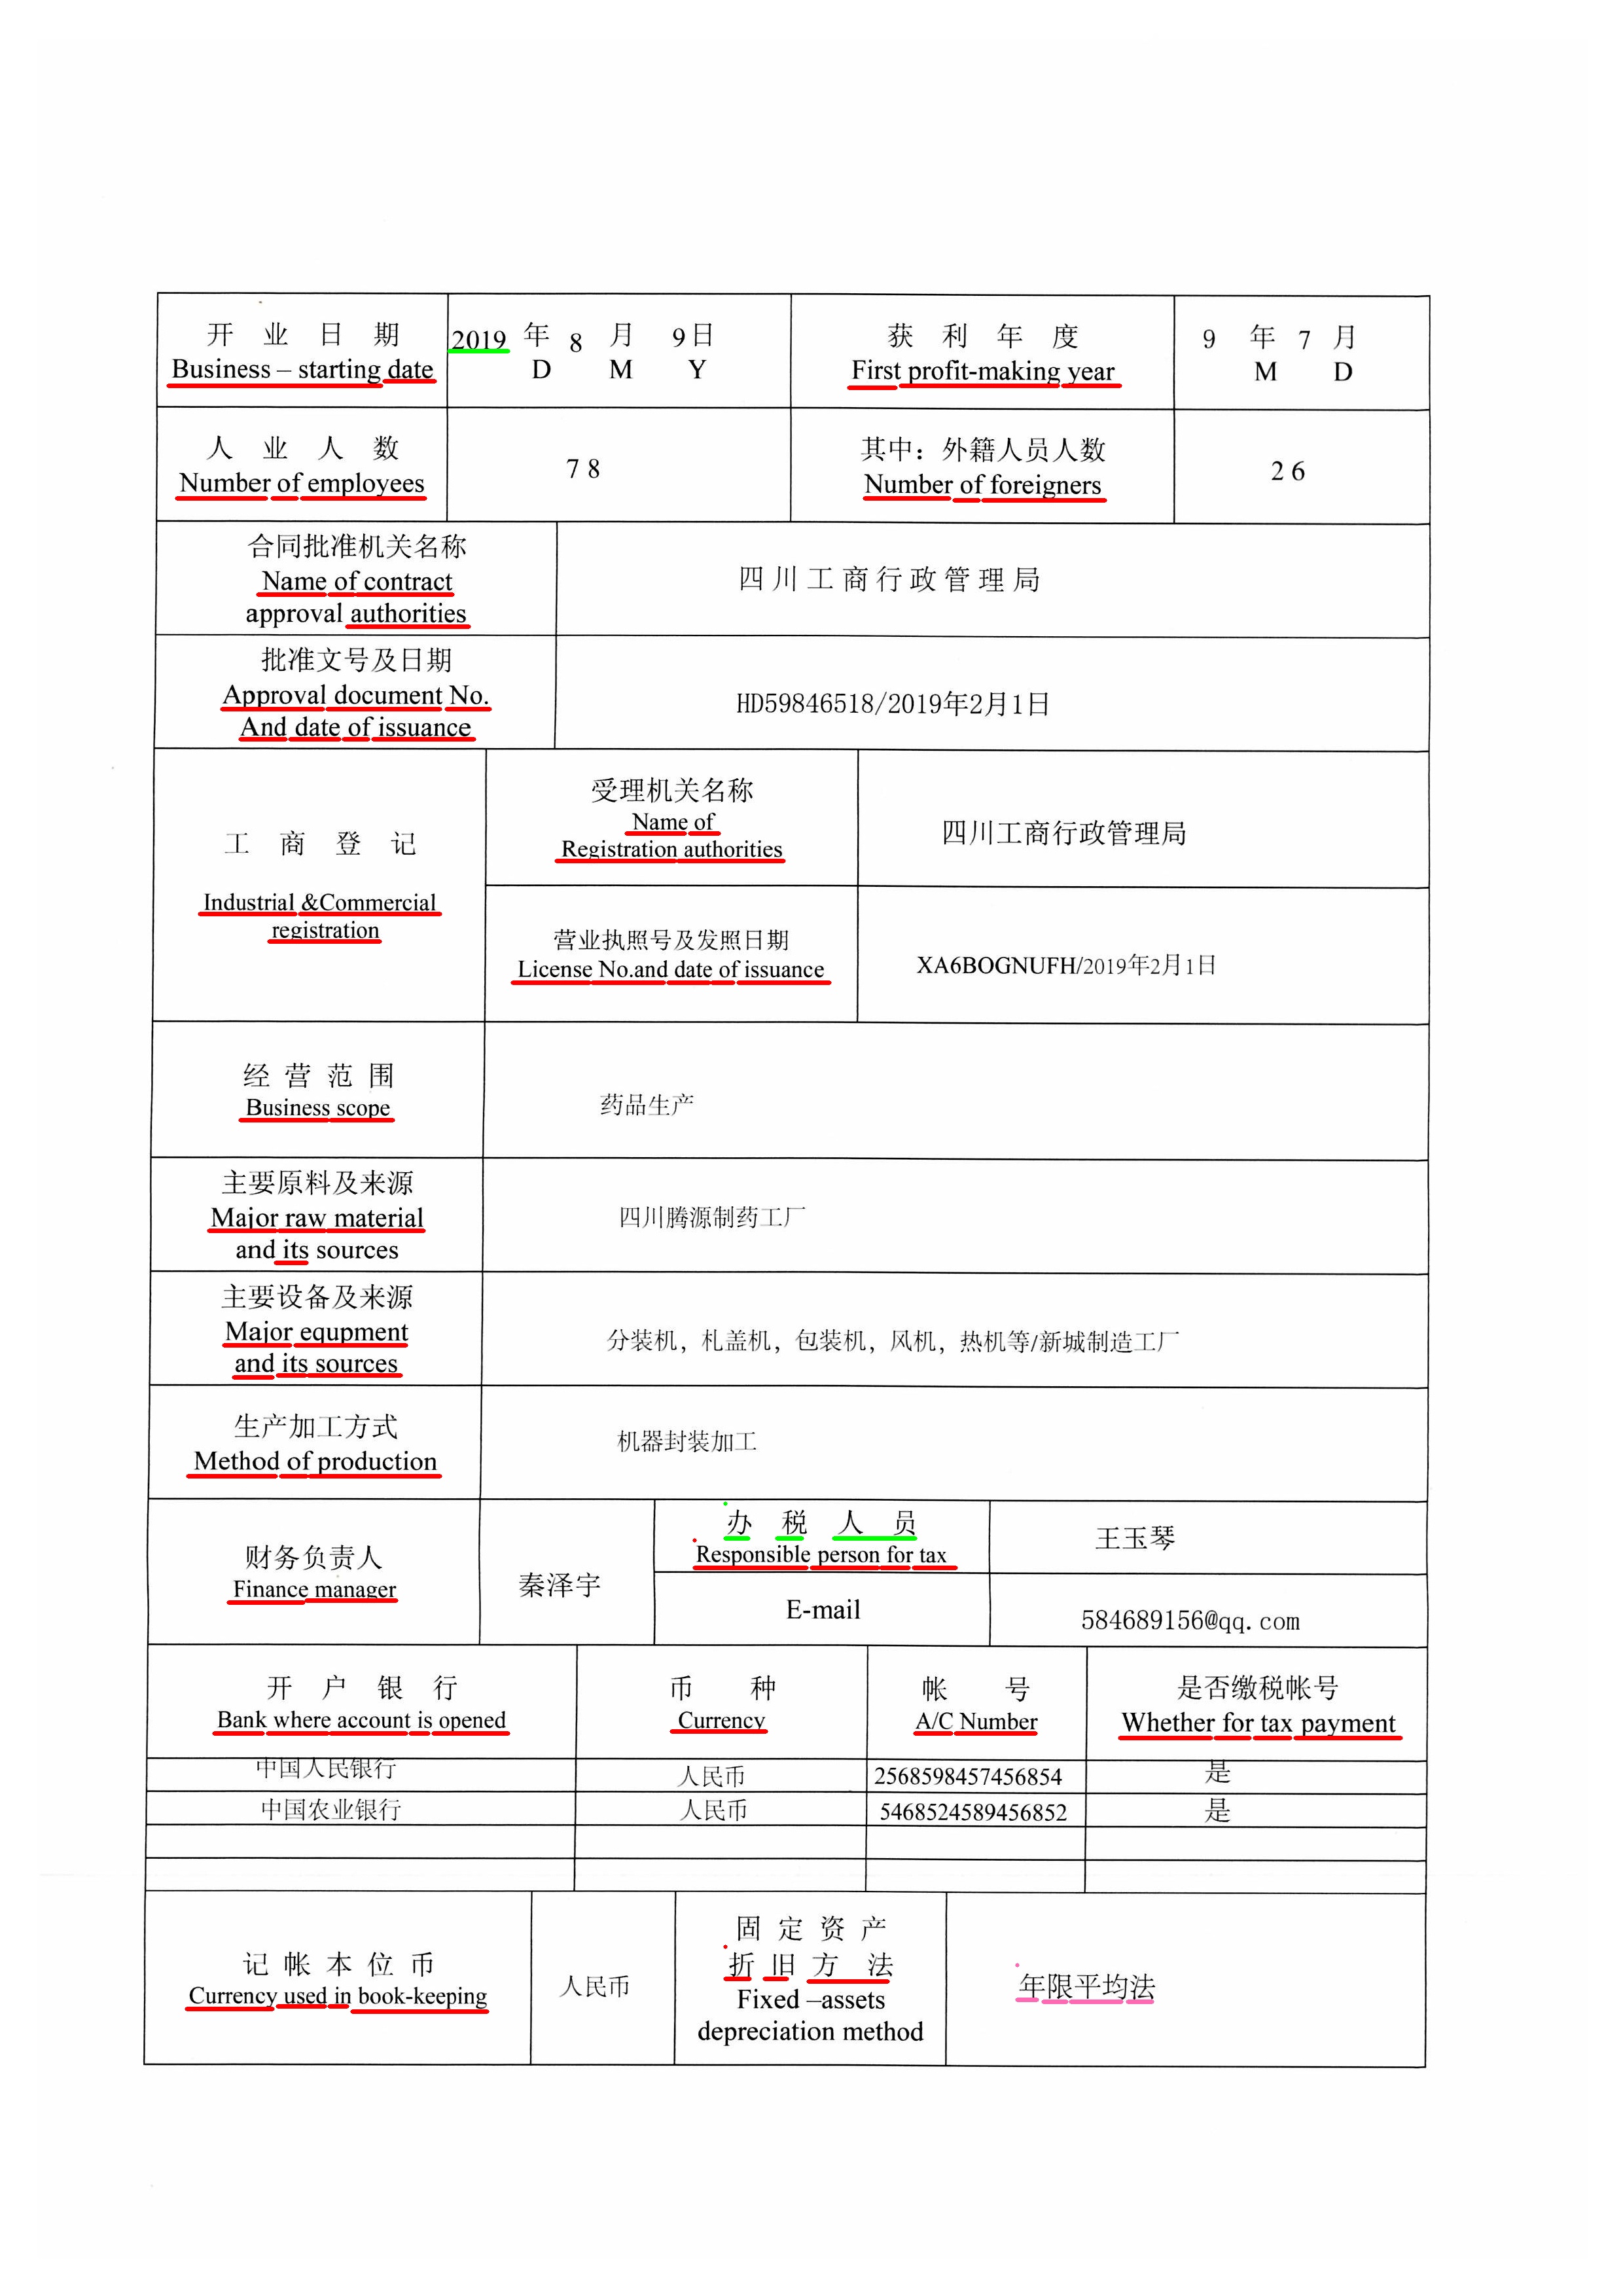 开 业 日 期
Business – starting date
2019 年 8 月 9日
D M Y
获 利 年 度
First profit-making year
9 年 7 月
M D
人 业 人 数
Number of employees
78
其中：外籍人员人数
Number of foreigners
26
合同批准机关名称
Name of contract
approval authorities
四川工商行政管理局
批准文号及日期
Approval document No.
And date of issuance
HD59846518/2019年2月1日
工 商 登 记
Industrial &Commercial
registration
受理机关名称
Name of
Registration authorities
四川工商行政管理局
营业执照号及发照日期
License No.and date of issuance
XA6BOGNUFH/2019年2月1日
经 营 范 围
Business scope
药品生产
主要原料及来源
Major raw material
and its sources
四川腾源制药工厂
主要设备及来源
Major equpment
and its sources
分装机，札盖机，包装机，风机，热机等/新城制造工厂
生产加工方式
Method of production
机器封装加工
财务负责人
Finance manager
秦泽宇
办 税 人 员
Responsible person for tax
王玉琴
E-mail
584689156@qq.com
开 户 银 行
Bank where account is opened
币 种
Currency
帐 号
A/C Number
是否缴税帐号
Whether for tax payment
中国人民银行 人民币 2568598457456854 是
中国农业银行 人民币 5468524589456852 是
记 帐 本 位 币
Currency used in book-keeping
人民币
固 定 资 产
折 旧 方 法
Fixed –assets
depreciation method
年限平均法